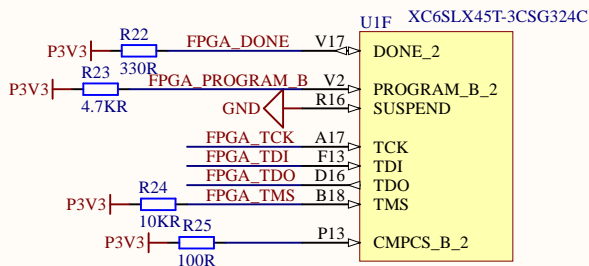 U1F XC6SLX45T-3CSG324C
R22
P3V3 FPGA_DONE V17 DONE_2
330R
R23
P3V3 FPGA_PROGRAM_B V2 PROGRAM_B_2
4.7KR
GND R16 SUSPEND
FPGA_TCK A17 TCK
FPGA_TDI F13 TDI
FPGA_TDO D16 TDO
R24
P3V3 FPGA_TMS B18 TMS
10KR
R25
P3V3 P13 CMPCS_B_2
100R